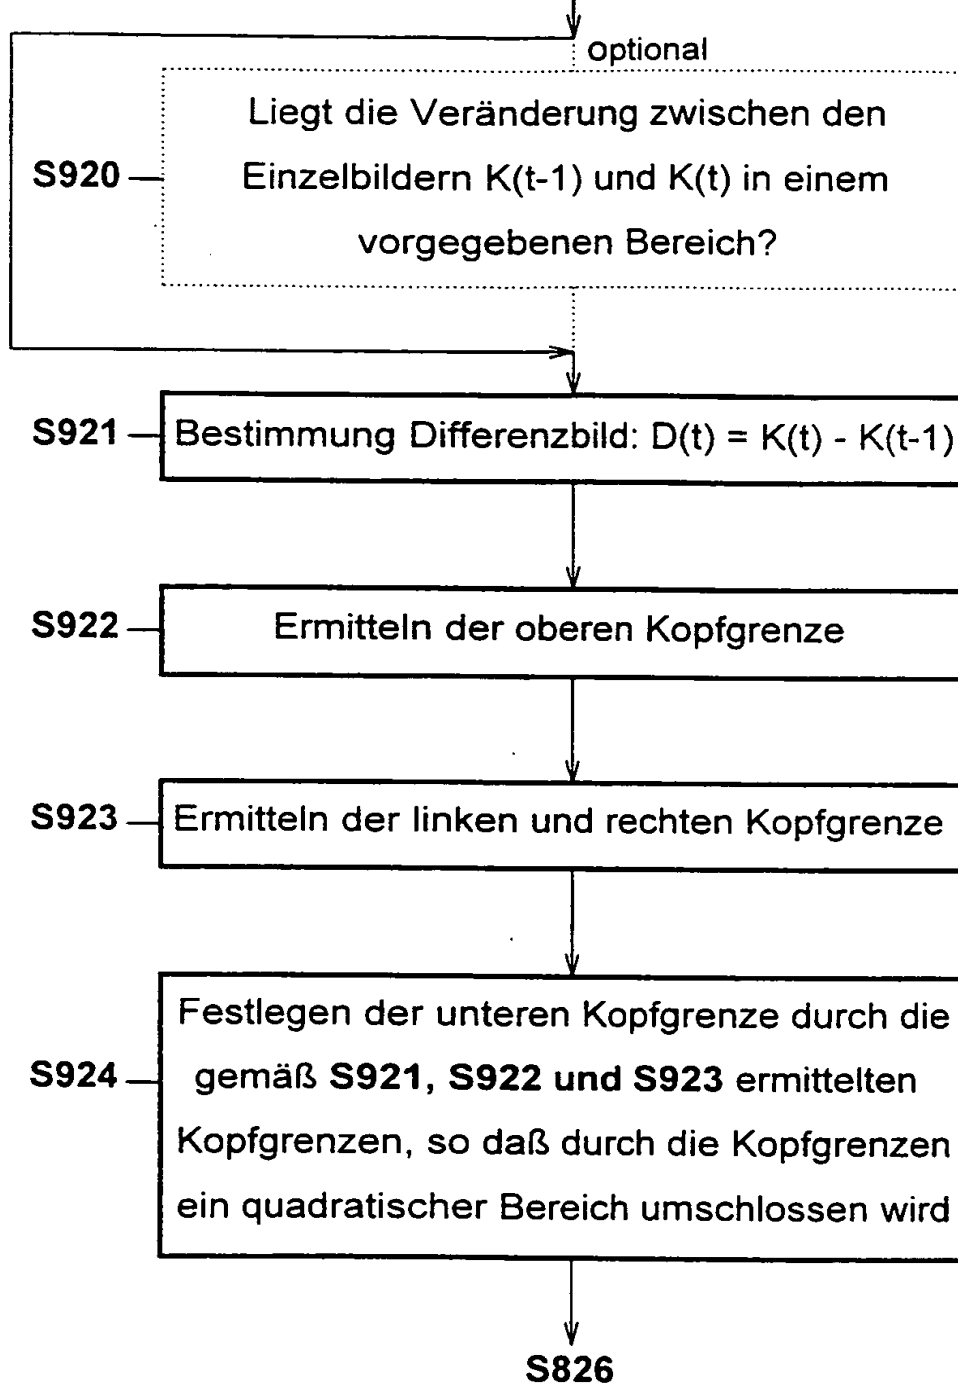 optional
Liegt die Veränderung zwischen den
S920
Einzelbildern K(t-1) und K(t) in einem
vorgegebenen Bereich?
S921
Bestimmung Differenzbild: D(t) = K(t) - K(t-1)
S922
Ermitteln der oberen Kopfgrenze
S923
Ermitteln der linken und rechten Kopfgrenze
Festlegen der unteren Kopfgrenze durch die
S924
gemäß S921, S922 und S923 ermittelten
Kopfgrenzen, so daß durch die Kopfgrenzen
ein quadratischer Bereich umschlossen wird
S826